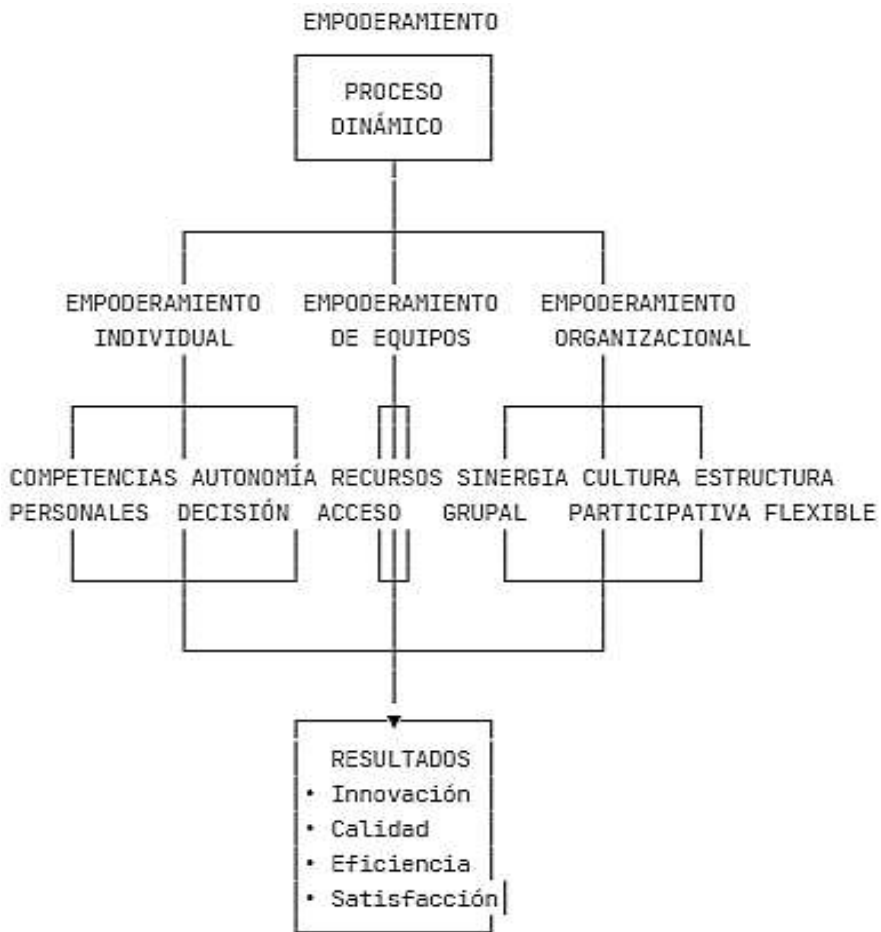 EMPODERAMIENTO
PROCESO
DINÁMICO
EMPODERAMIENTO EMPODERAMIENTO EMPODERAMIENTO
INDIVIDUAL DE EQUIPOS ORGANIZACIONAL
COMPETENCIAS AUTONOMÍA RECURSOS SINERGIA CULTURA ESTRUCTURA
PERSONALES DECISIÓN ACCESO GRUPAL PARTICIPATIVA FLEXIBLE
RESULTADOS
• Innovación
• Calidad
• Eficiencia
• Satisfacción